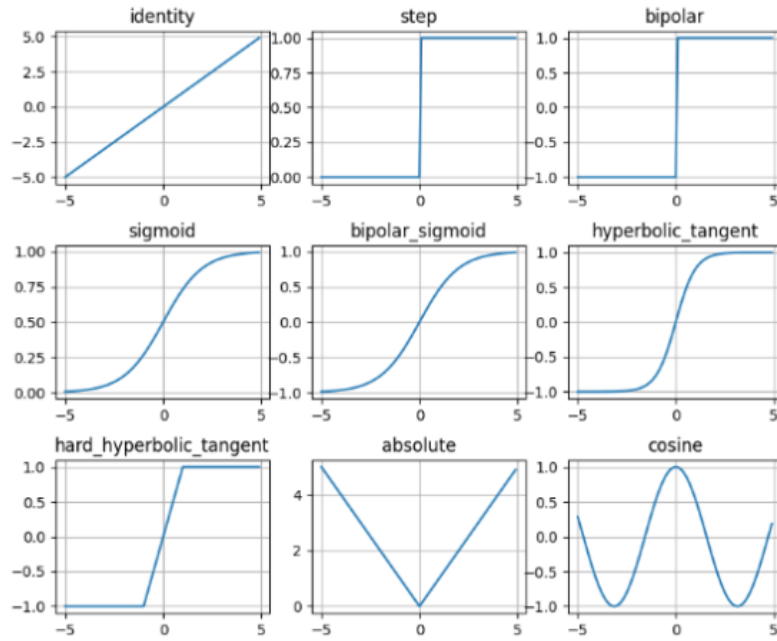 identity step bipolar
5.0 1.00 1.0
2.5 0.75 0.5
0.0 0.50 0.0
−2.5 0.25 −0.5
−5.0 0.00 −1.0
−5 0 5 −5 0 5 −5 0 5
sigmoid bipolar_sigmoid hyperbolic_tangent
1.00 1.0 1.0
0.75 0.5 0.5
0.50 0.0 0.0
0.25 −0.5 −0.5
0.00 −1.0 −1.0
−5 0 5 −5 0 5 −5 0 5
hard_hyperbolic_tangent absolute cosine
1.0 4 1.0
0.5 0.5
0.0 2 0.0
−0.5 −0.5
−1.0 0 −1.0
−5 0 5 −5 0 5 −5 0 5